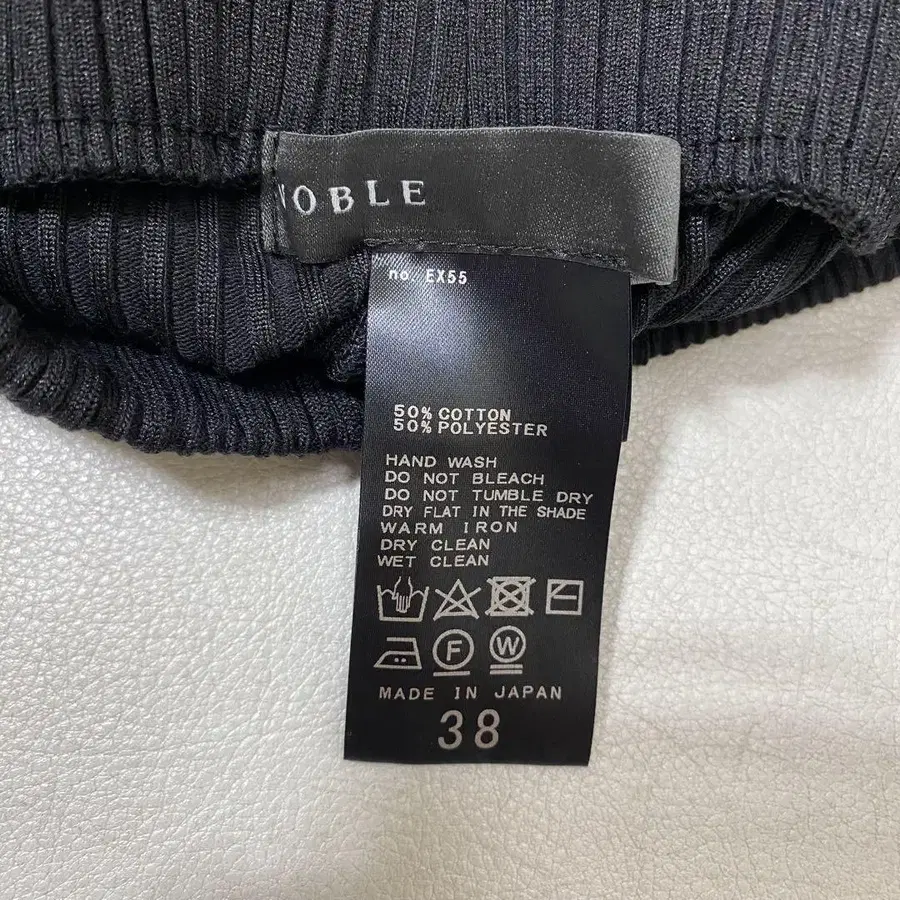 NOBLE
no. EX55
50% COTTON
50% POLYESTER
HAND WASH
DO NOT BLEACH
DO NOT TUMBLE DRY
DRY FLAT IN THE SHADE
WARM IRON
DRY CLEAN
WET CLEAN
F W
MADE IN JAPAN
38